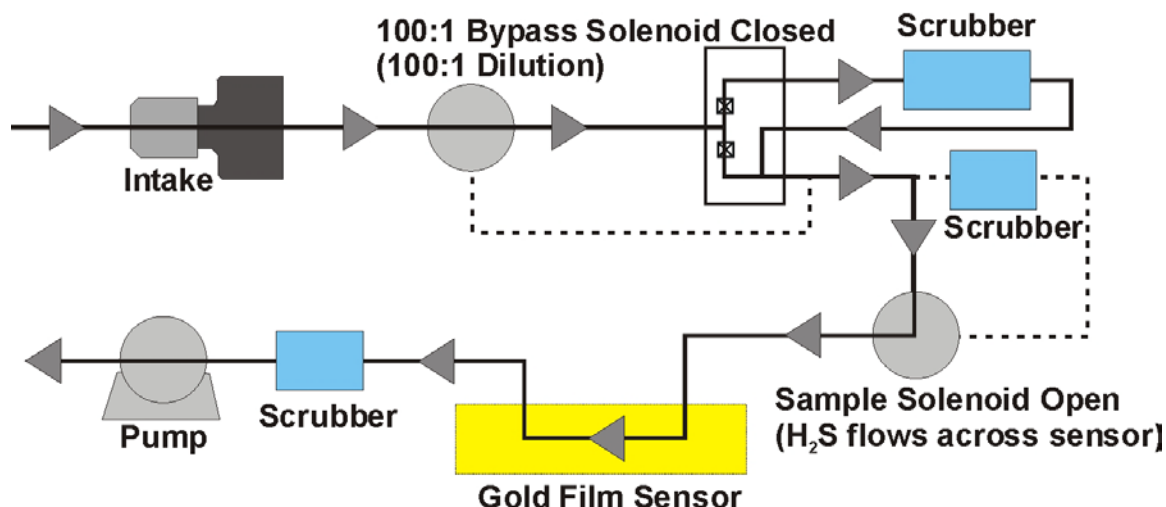 100:1 Bypass Solenoid Closed
(100:1 Dilution)
Scrubber
Intake
Scrubber
Sample Solenoid Open
(H₂S flows across sensor)
Scrubber
Pump
Gold Film Sensor